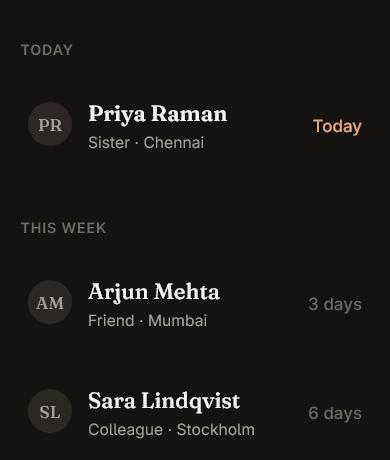 TODAY
PR
Priya Raman
Today
Sister · Chennai
THIS WEEK
AM
Arjun Mehta
3 days
Friend · Mumbai
SL
Sara Lindqvist
6 days
Colleague · Stockholm